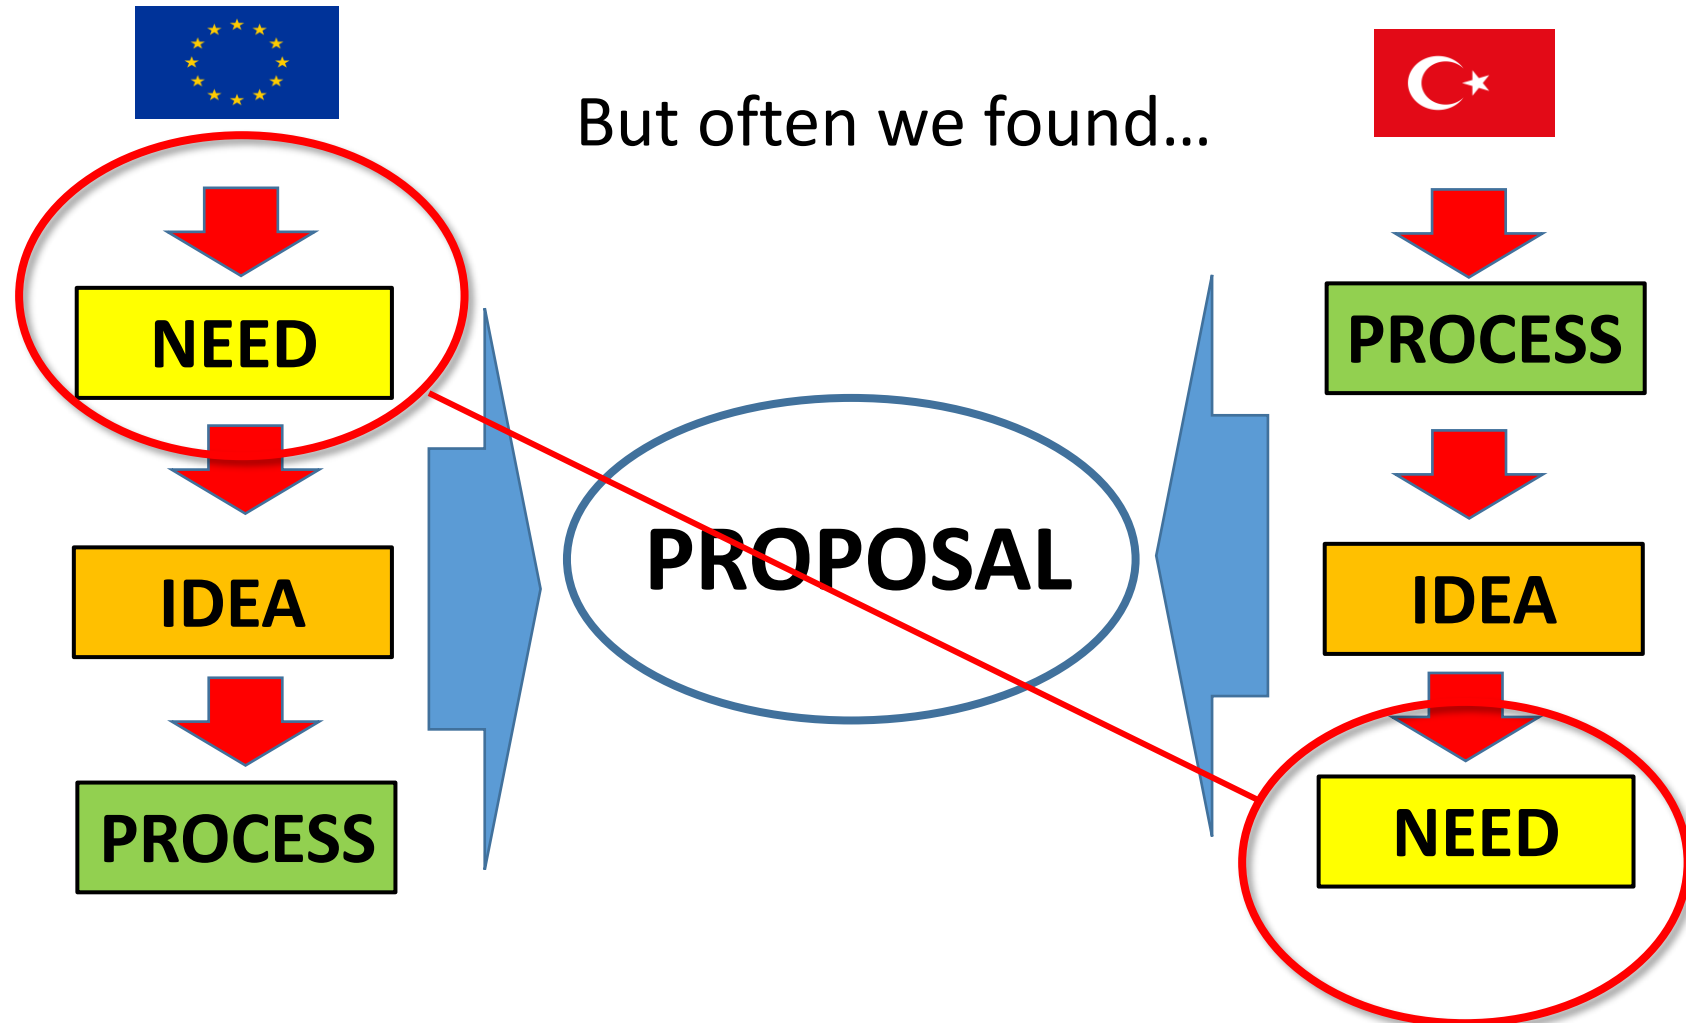 But often we found...
NEED
IDEA
PROCESS
PROPOSAL
PROCESS
IDEA
NEED